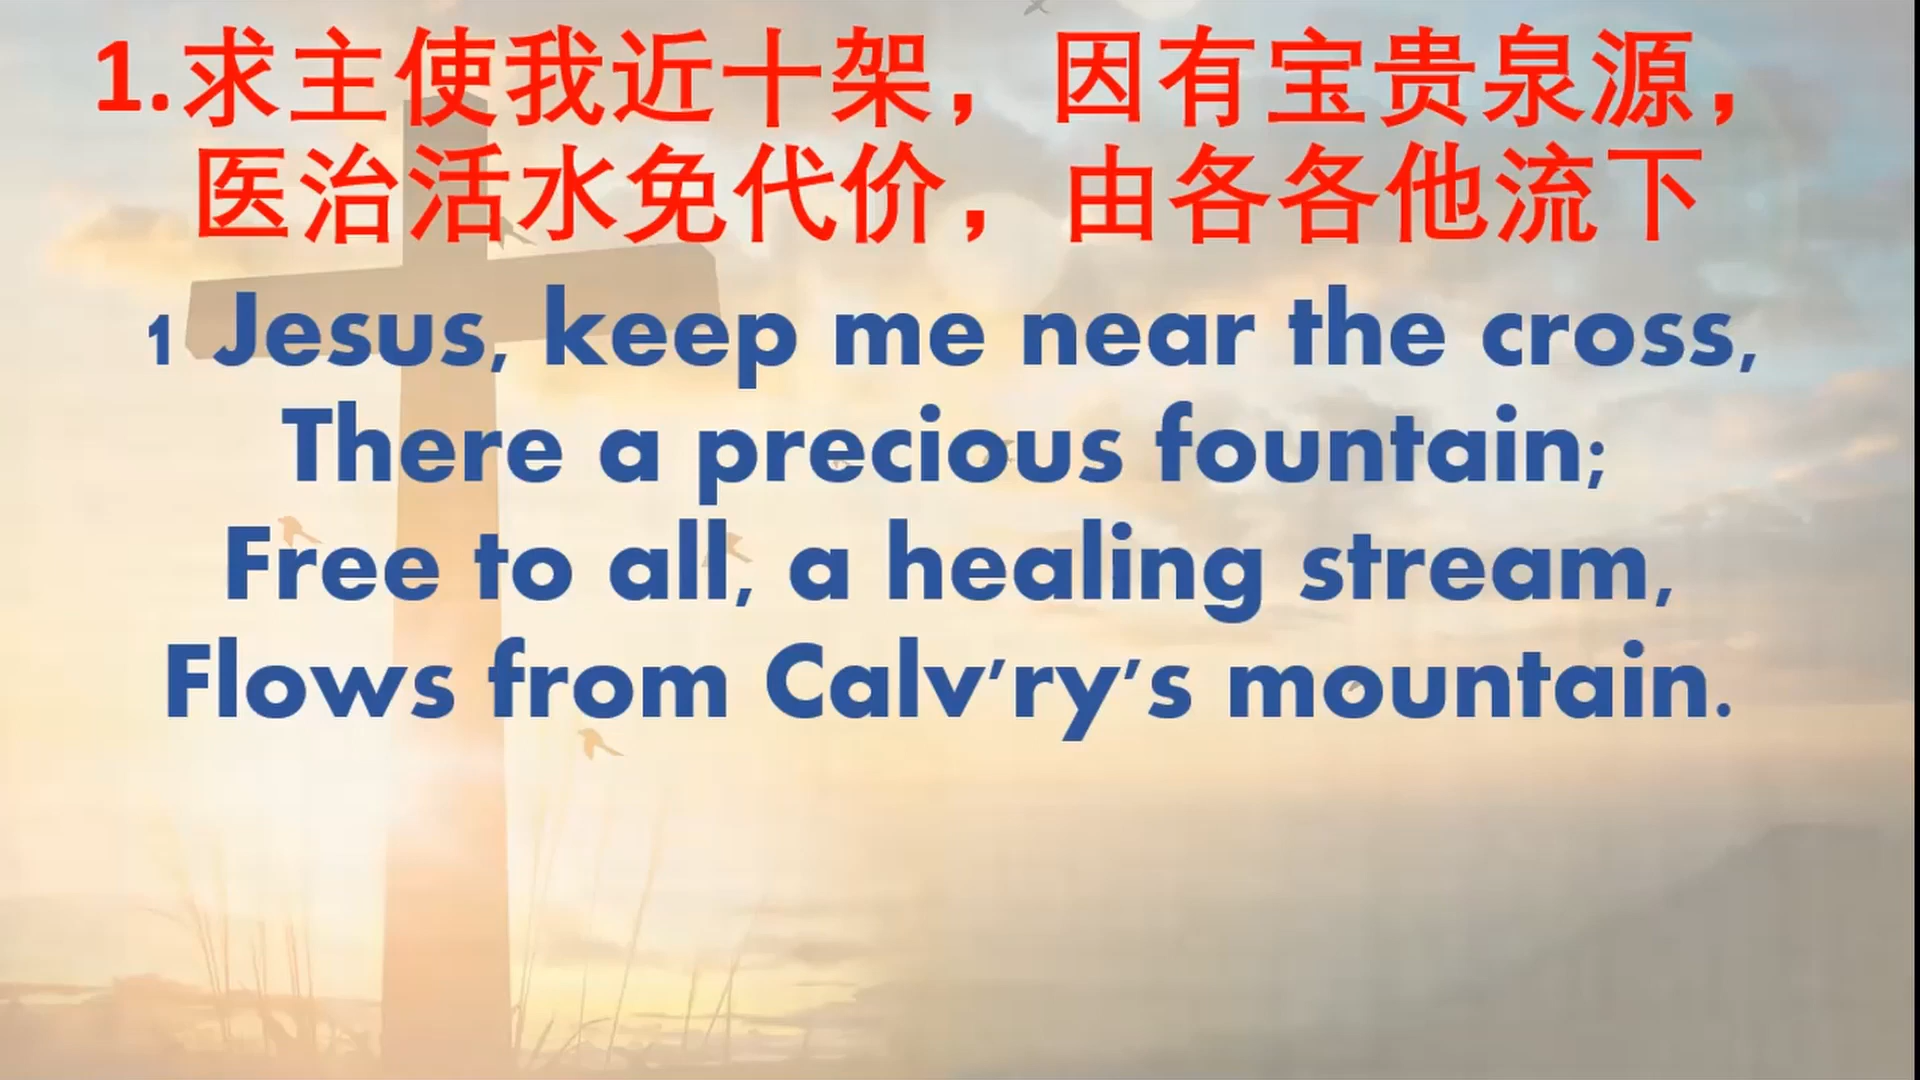 1.求主使我近十架，因有宝贵泉源，
医治活水免代价，由各各他流下
1 Jesus, keep me near the cross,
There a precious fountain;
Free to all, a healing stream,
Flows from Calv'ry's mountain.